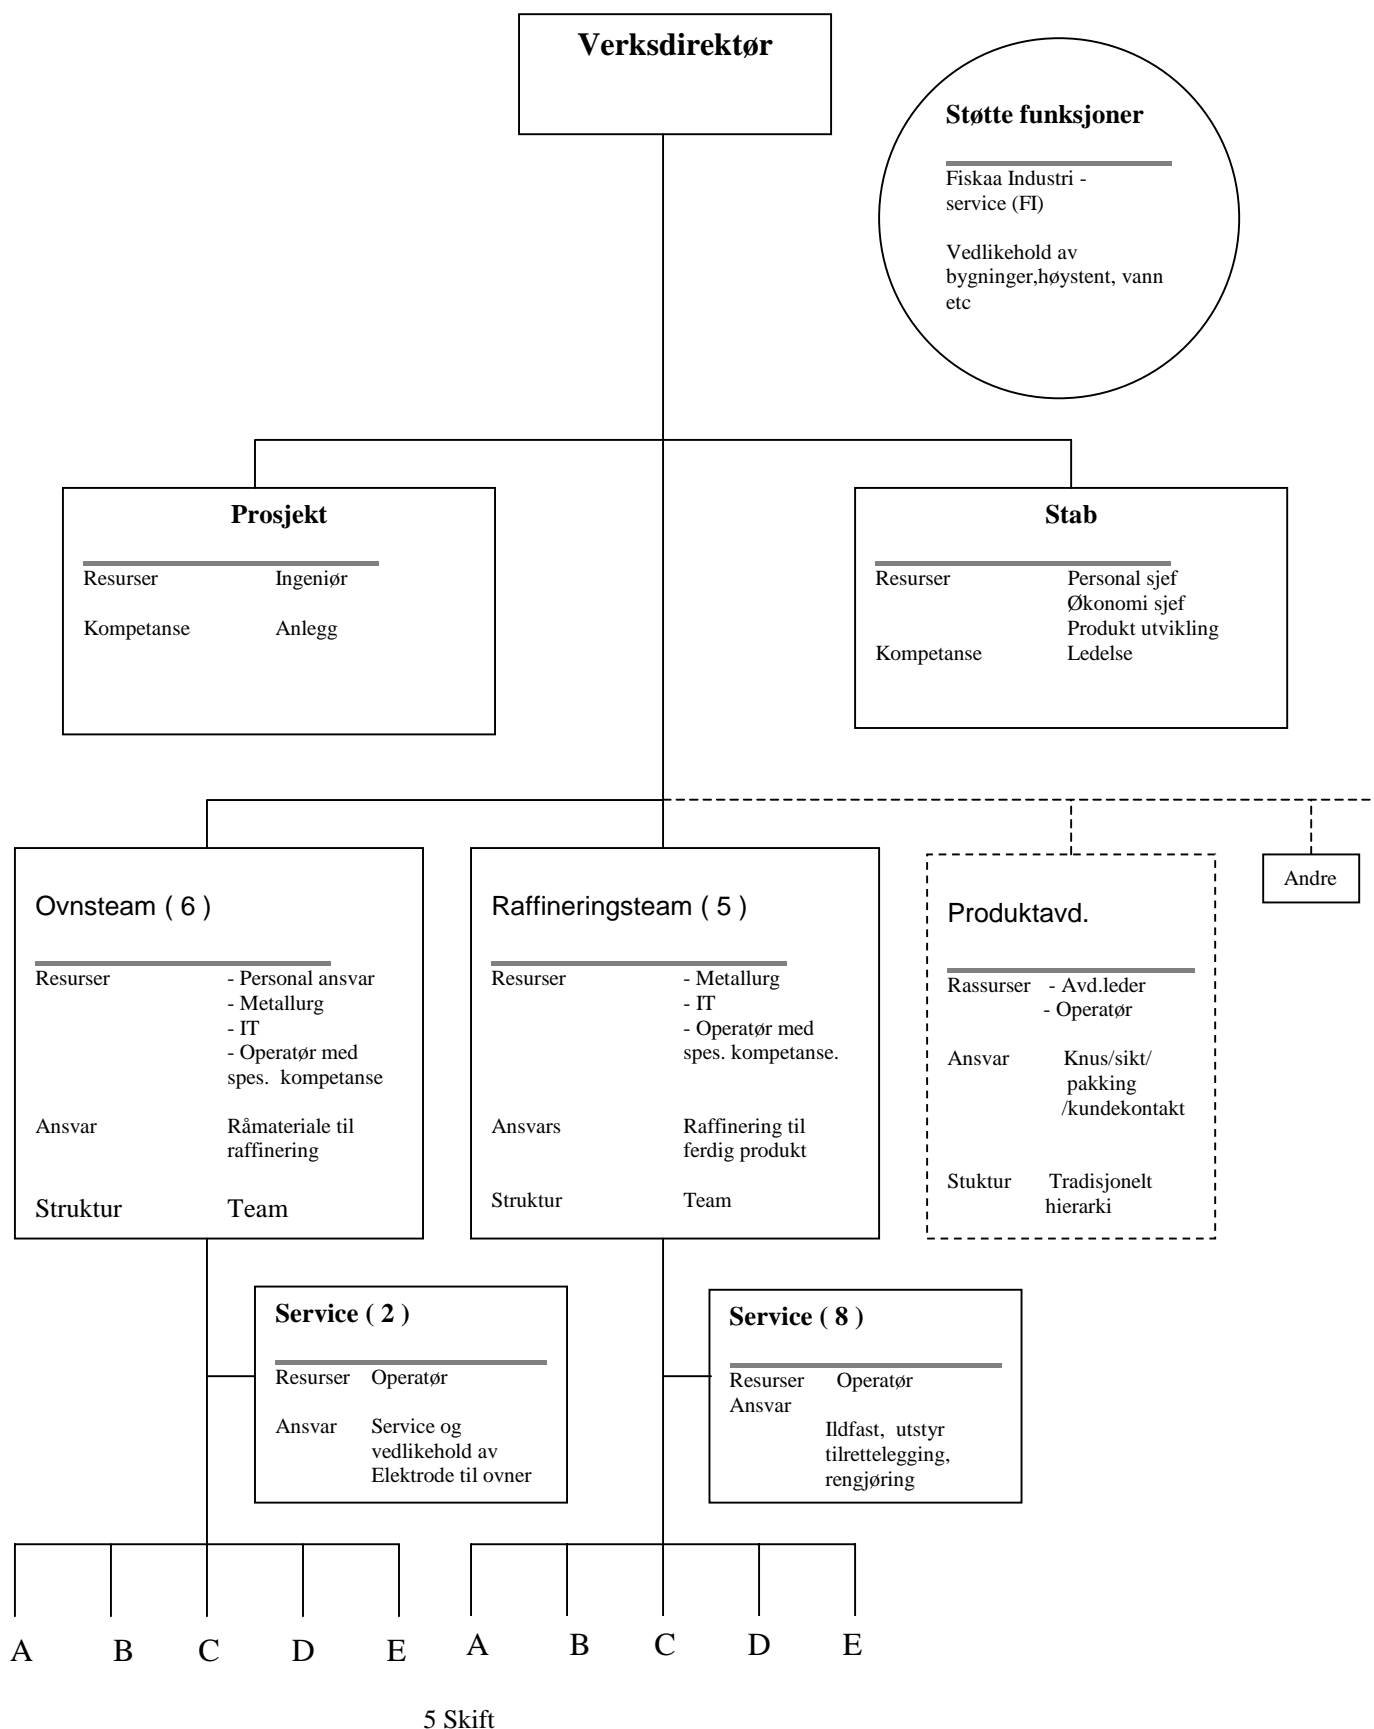 Verksdirektør
Støtte funksjoner
Fiskaa Industri -
service (FI)
Vedlikehold av
bygninger,høystent, vann
etc
Prosjekt
Resurser Ingeniør
Kompetanse Anlegg
Stab
Resurser Personal sjef
Økonomi sjef
Produkt utvikling
Kompetanse Ledelse
Ovnsteam ( 6 )
Resurser - Personal ansvar
- Metallurg
- IT
- Operatør med
spes. kompetanse
Ansvar Råmateriale til
raffinering
Struktur Team
Raffineringsteam ( 5 )
Resurser - Metallurg
- IT
- Operatør med
spes. kompetanse.
Ansvars Raffinering til
ferdig produkt
Struktur Team
Produktavd.
Rassurser - Avd.leder
- Operatør
Ansvar Knus/sikt/
pakking
/kundekontakt
Stuktur Tradisjonelt
hierarki
Andre
Service ( 2 )
Resurser Operatør
Ansvar Service og
vedlikehold av
Elektrode til ovner
Service ( 8 )
Resurser Operatør
Ansvar
Ildfast, utstyr
tilrettelegging,
rengjøring
A B C D E
A B C D E
5 Skift